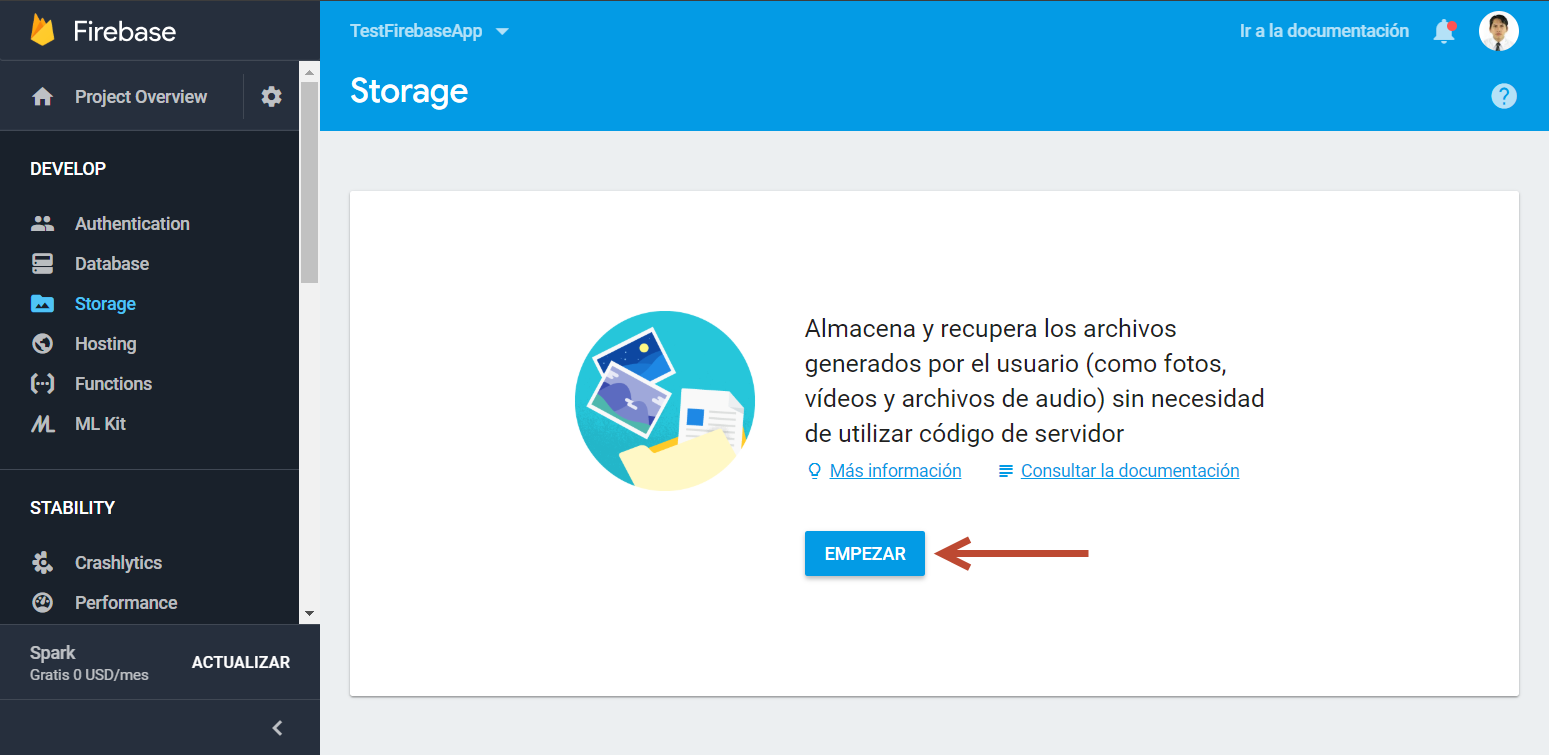 Firebase
Project Overview
DEVELOP
Authentication
Database
Storage
Hosting
Functions
ML Kit
STABILITY
Crashlytics
Performance
Spark
Gratis 0 USD/mes
ACTUALIZAR
TestFirebaseApp
Ir a la documentación
Storage
?
Almacena y recupera los archivos
generados por el usuario (como fotos,
vídeos y archivos de audio) sin necesidad
de utilizar código de servidor
Más información
Consultar la documentación
EMPEZAR